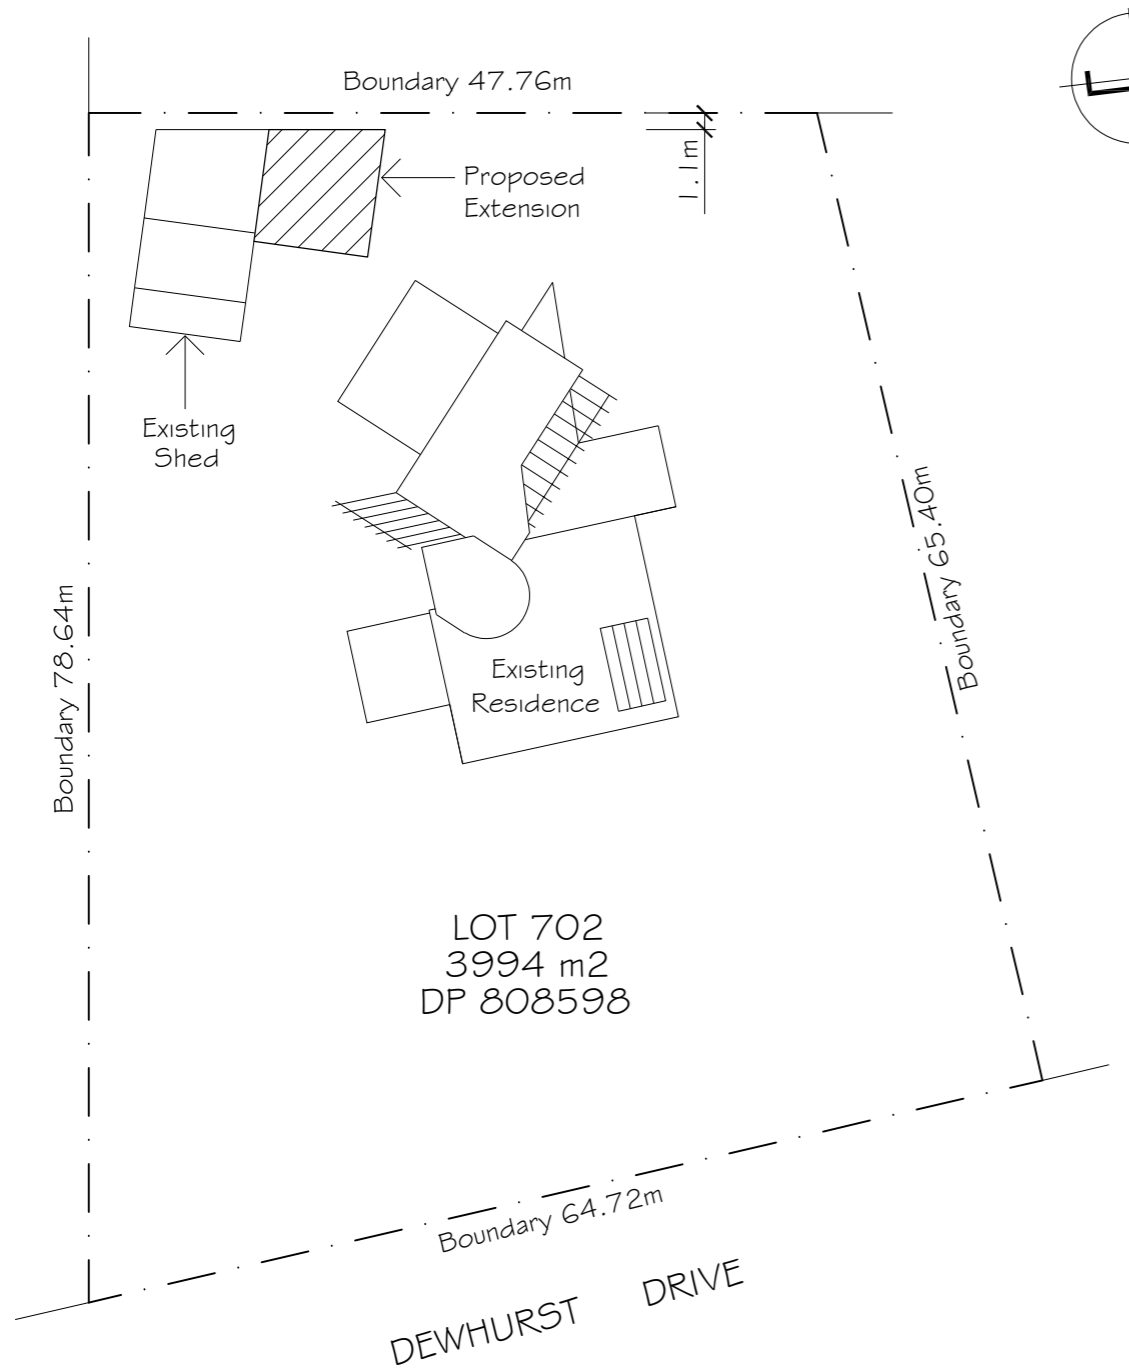 Boundary 47.76m
1.1m
Proposed
Extension
Existing
Shed
Boundary 65.40m
Boundary 78.64m
Existing
Residence
LOT 702
3994 m2
DP 808598
Boundary 64.72m
DEWHURST DRIVE